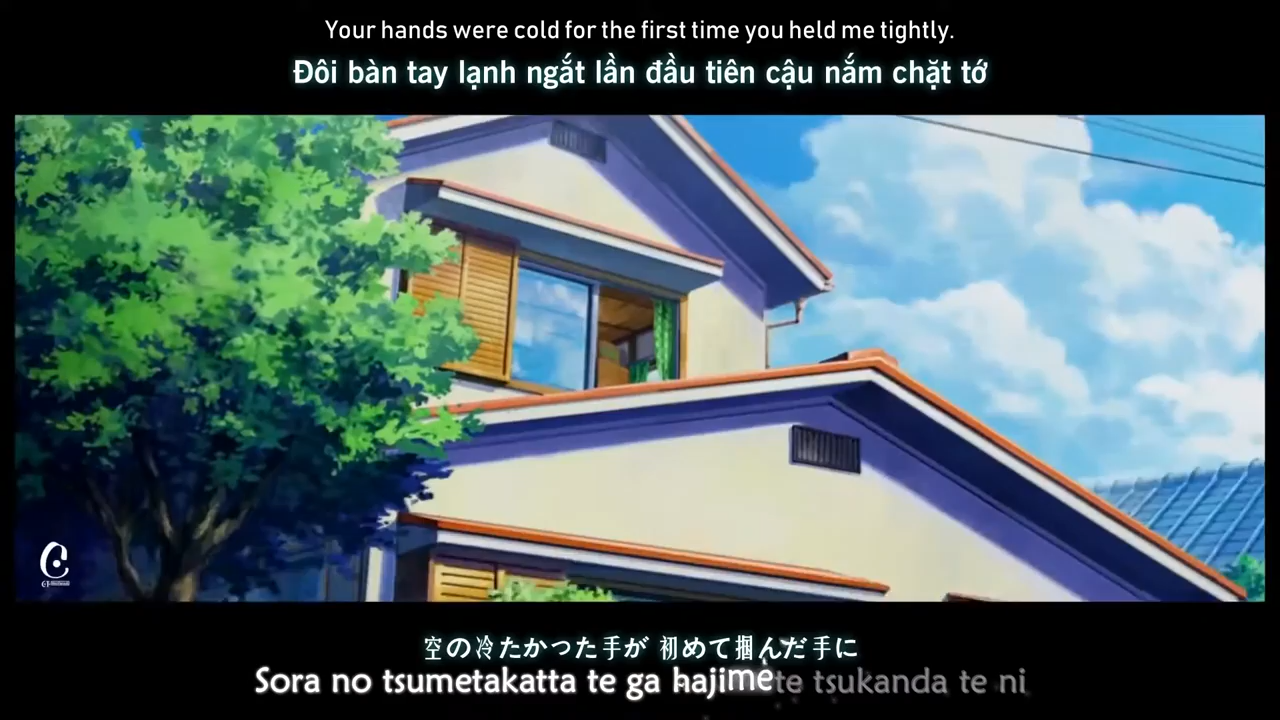 Your hands were cold for the first time you held me tightly.
Đôi bàn tay lạnh ngắt lần đầu tiên cậu nắm chặt tớ
空の冷たかった手が 初めて掴んだ手に
Sora no tsumetakatta te ga hajimete tsukanda te ni